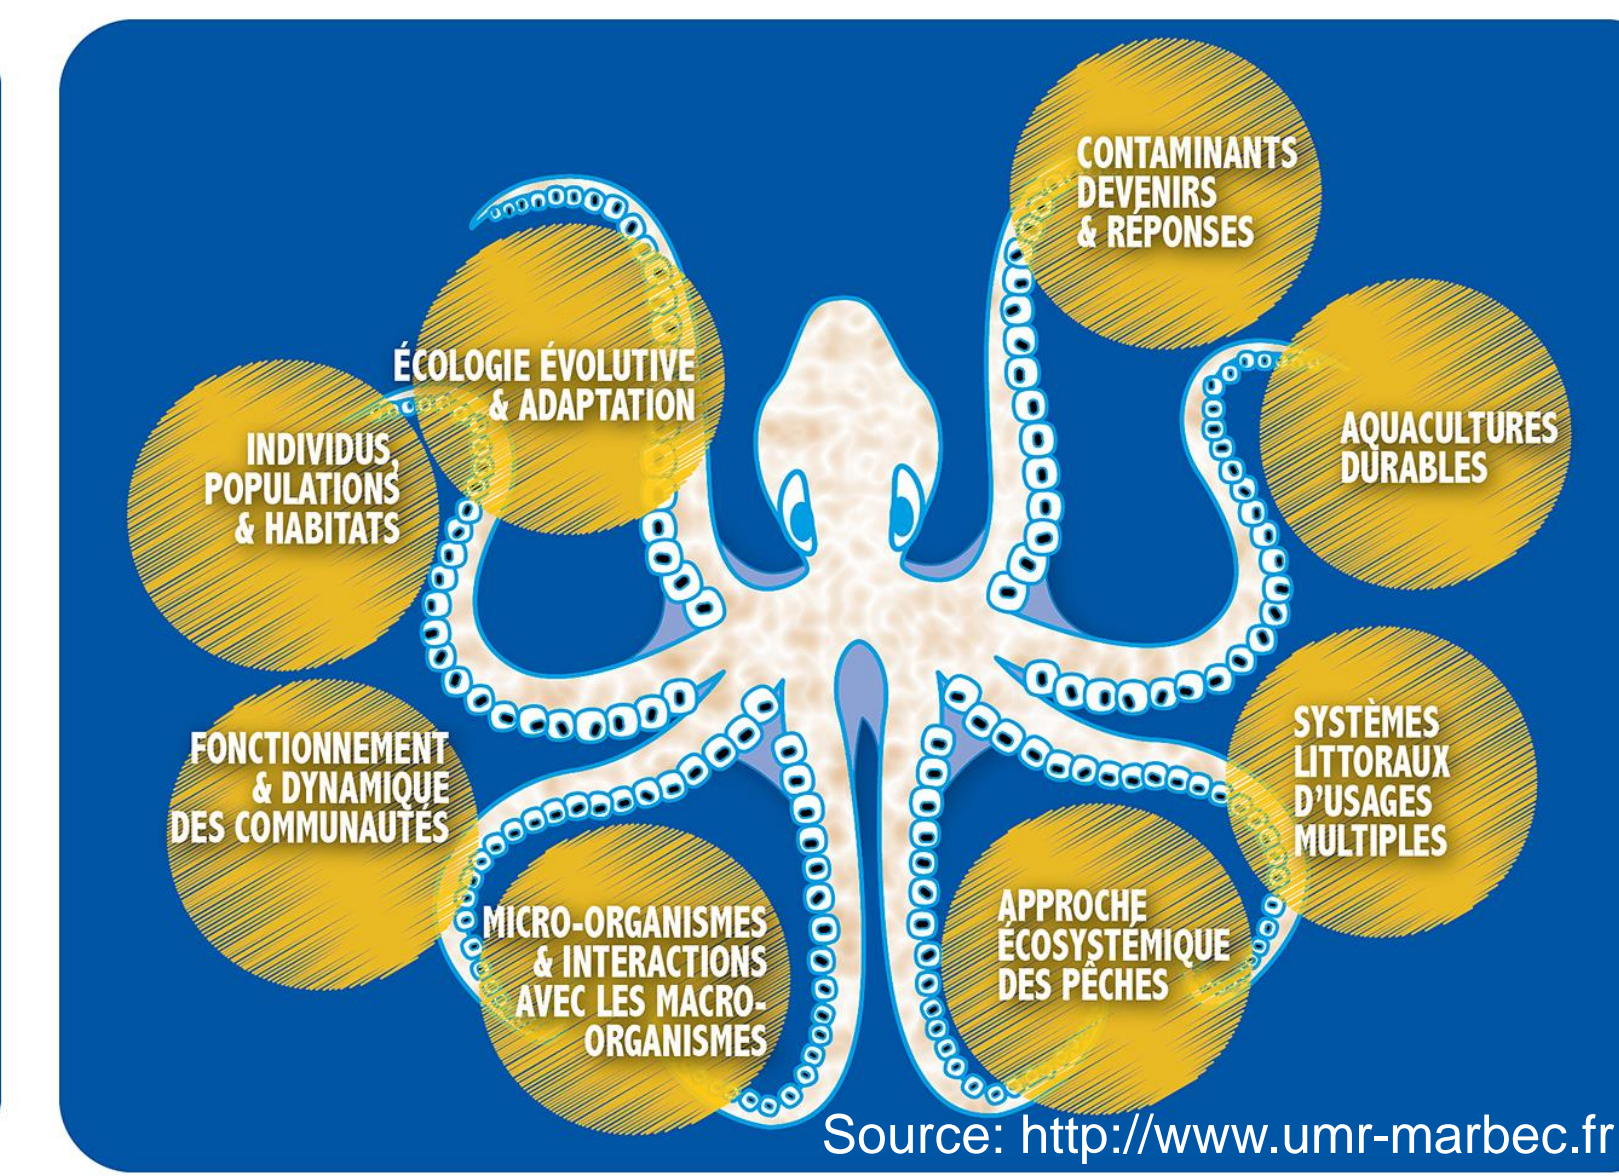 CONTAMINANTS
DEVENIRS
& RÉPONSES
ÉCOLOGIE ÉVOLUTIVE
& ADAPTATION
AQUACULTURES
DURABLES
INDIVIDUS,
POPULATIONS
& HABITATS
SYSTÈMES
LITTORAUX
D'USAGES
MULTIPLES
FONCTIONNEMENT
& DYNAMIQUE
DES COMMUNAUTÉS
MICRO-ORGANISMES
& INTERACTIONS
AVEC LES MACRO-
ORGANISMES
APPROCHE
ÉCOSYSTÉMIQUE
DES PÊCHES
Source: http://www.umr-marbec.fr